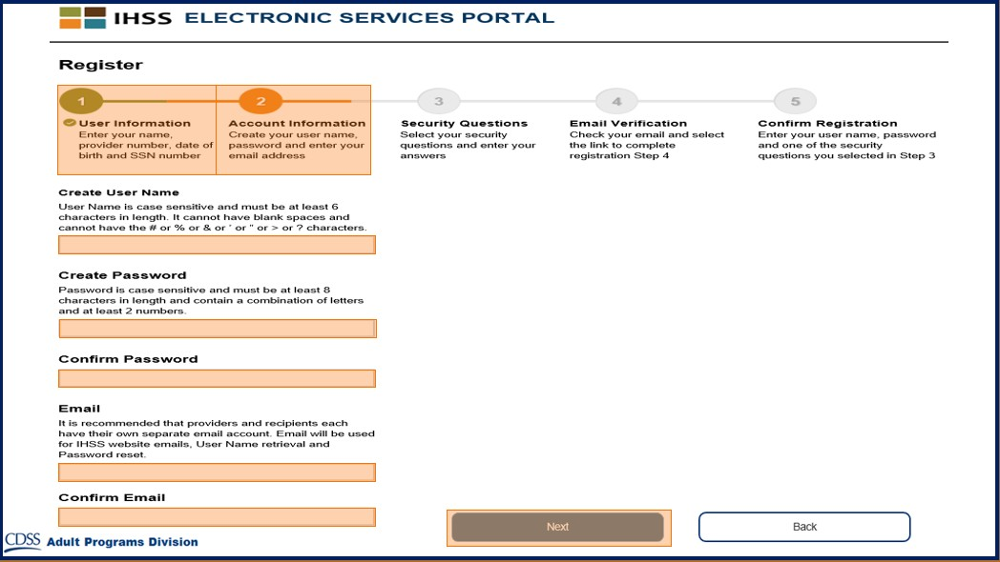 IHSS ELECTRONIC SERVICES PORTAL
Register
1
User Information
Enter your name,
provider number, date of
birth and SSN number
2
Account Information
Create your user name,
password and enter your
email address
3
Security Questions
Select your security
questions and enter your
answers
4
Email Verification
Check your email and select
the link to complete
registration Step 4
5
Confirm Registration
Enter your user name, password
and one of the security
questions you selected in Step 3
Create User Name
User Name is case sensitive and must be at least 6
characters in length. It cannot have blank spaces and
cannot have the # or % or & or ' or " or > or ? characters.
Create Password
Password is case sensitive and must be at least 8
characters in length and contain a combination of letters
and at least 2 numbers.
Confirm Password
Email
It is recommended that providers and recipients each
have their own separate email account. Email will be used
for IHSS website emails, User Name retrieval and
Password reset.
Confirm Email
Next
Back
CDSS Adult Programs Division